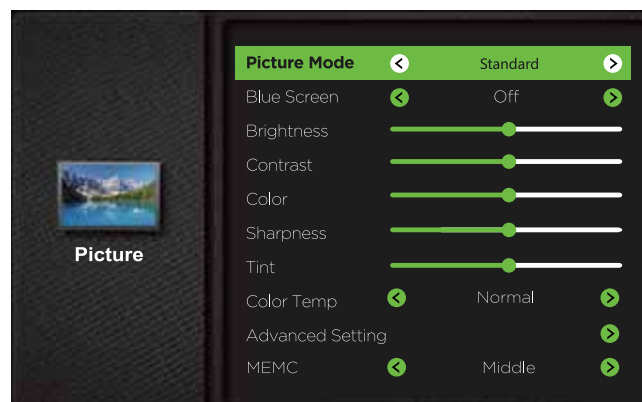 Picture
Picture Mode Standard
Blue Screen Off
Brightness
Contrast
Color
Sharpness
Tint
Color Temp Normal
Advanced Setting
MEMC Middle